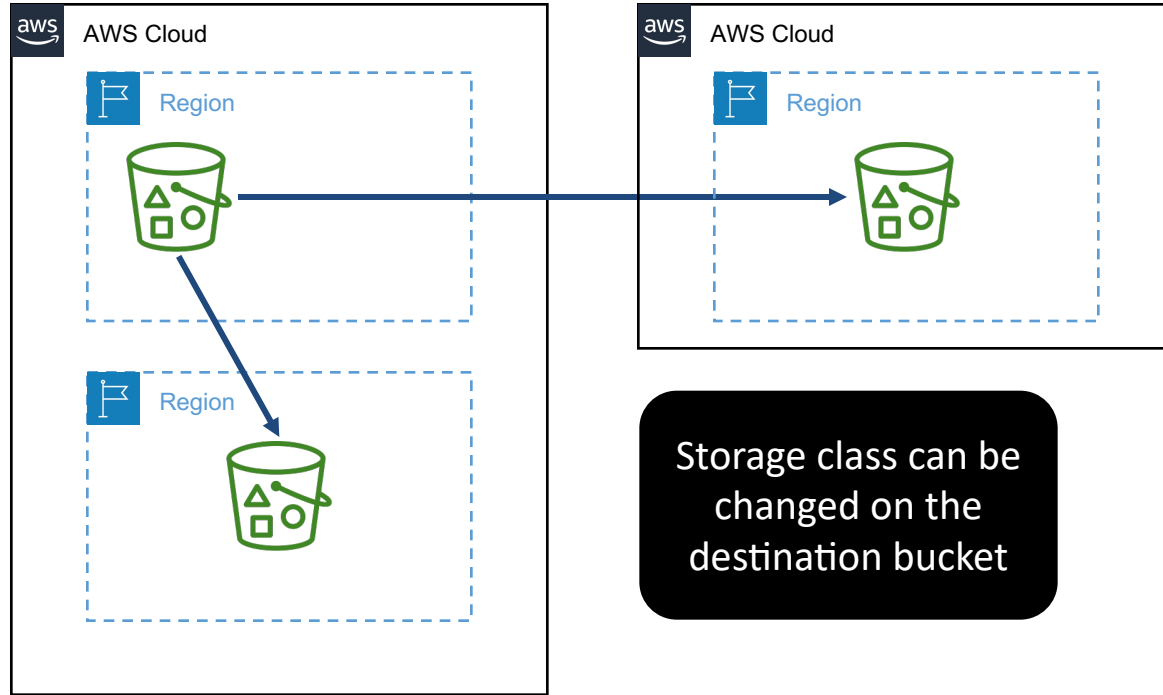 aws
AWS Cloud
Region
Region
aws
AWS Cloud
Region
Storage class can be
changed on the
destination bucket